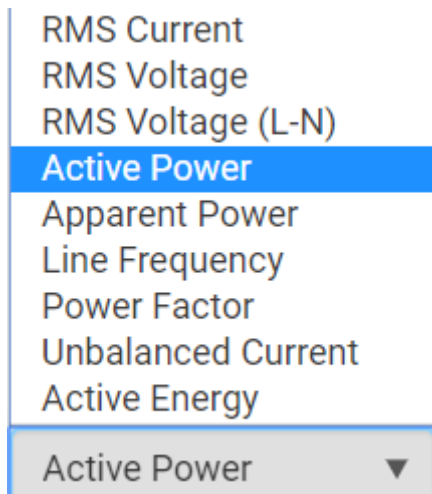 RMS Current
RMS Voltage
RMS Voltage (L-N)
Active Power
Apparent Power
Line Frequency
Power Factor
Unbalanced Current
Active Energy
Active Power